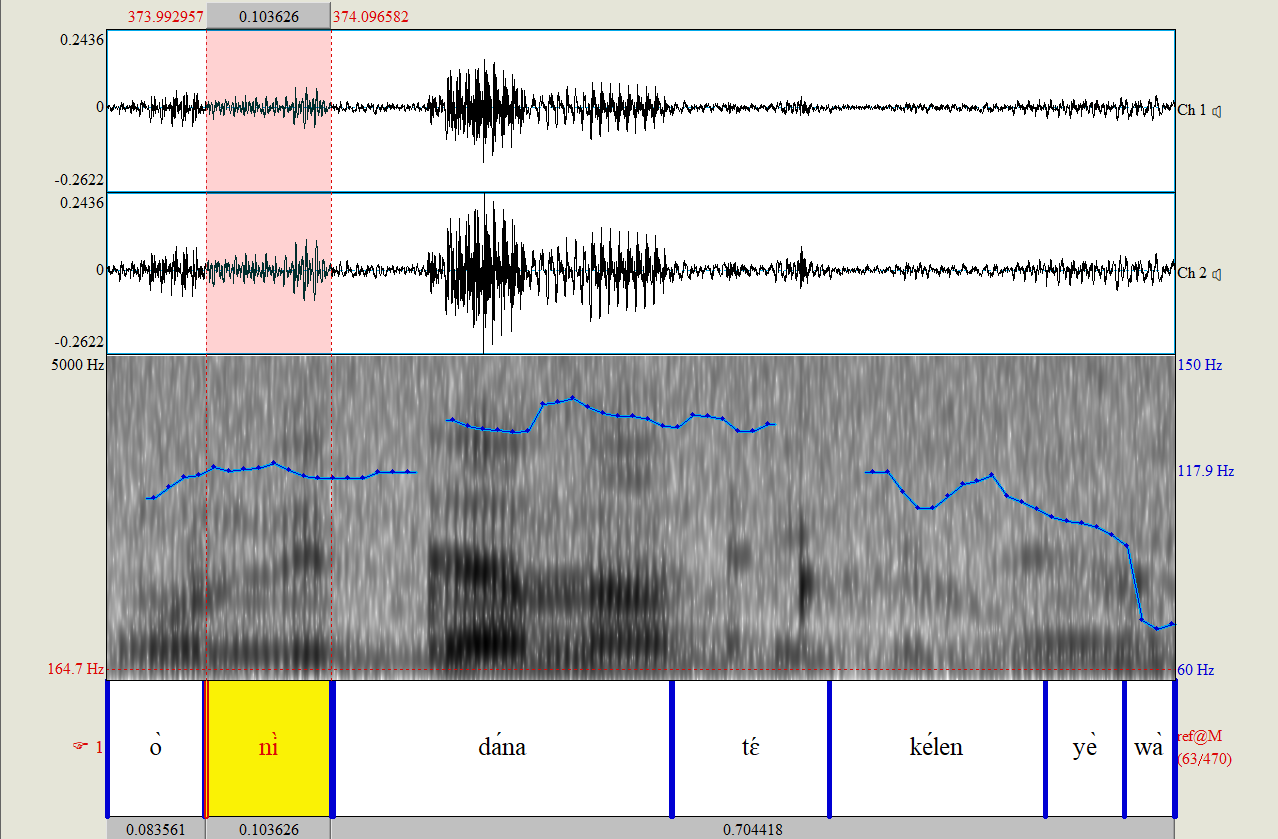 373.992957 0.103626 374.096582
0.2436
0
-0.2622
Ch 1
0.2436
0
-0.2622
Ch 2
5000 Hz 150 Hz
117.9 Hz
164.7 Hz 60 Hz
☞ 1 ò nì dána tɛ́ kélen yè wà ref@M
(63/470)
0.083561 0.103626 0.704418